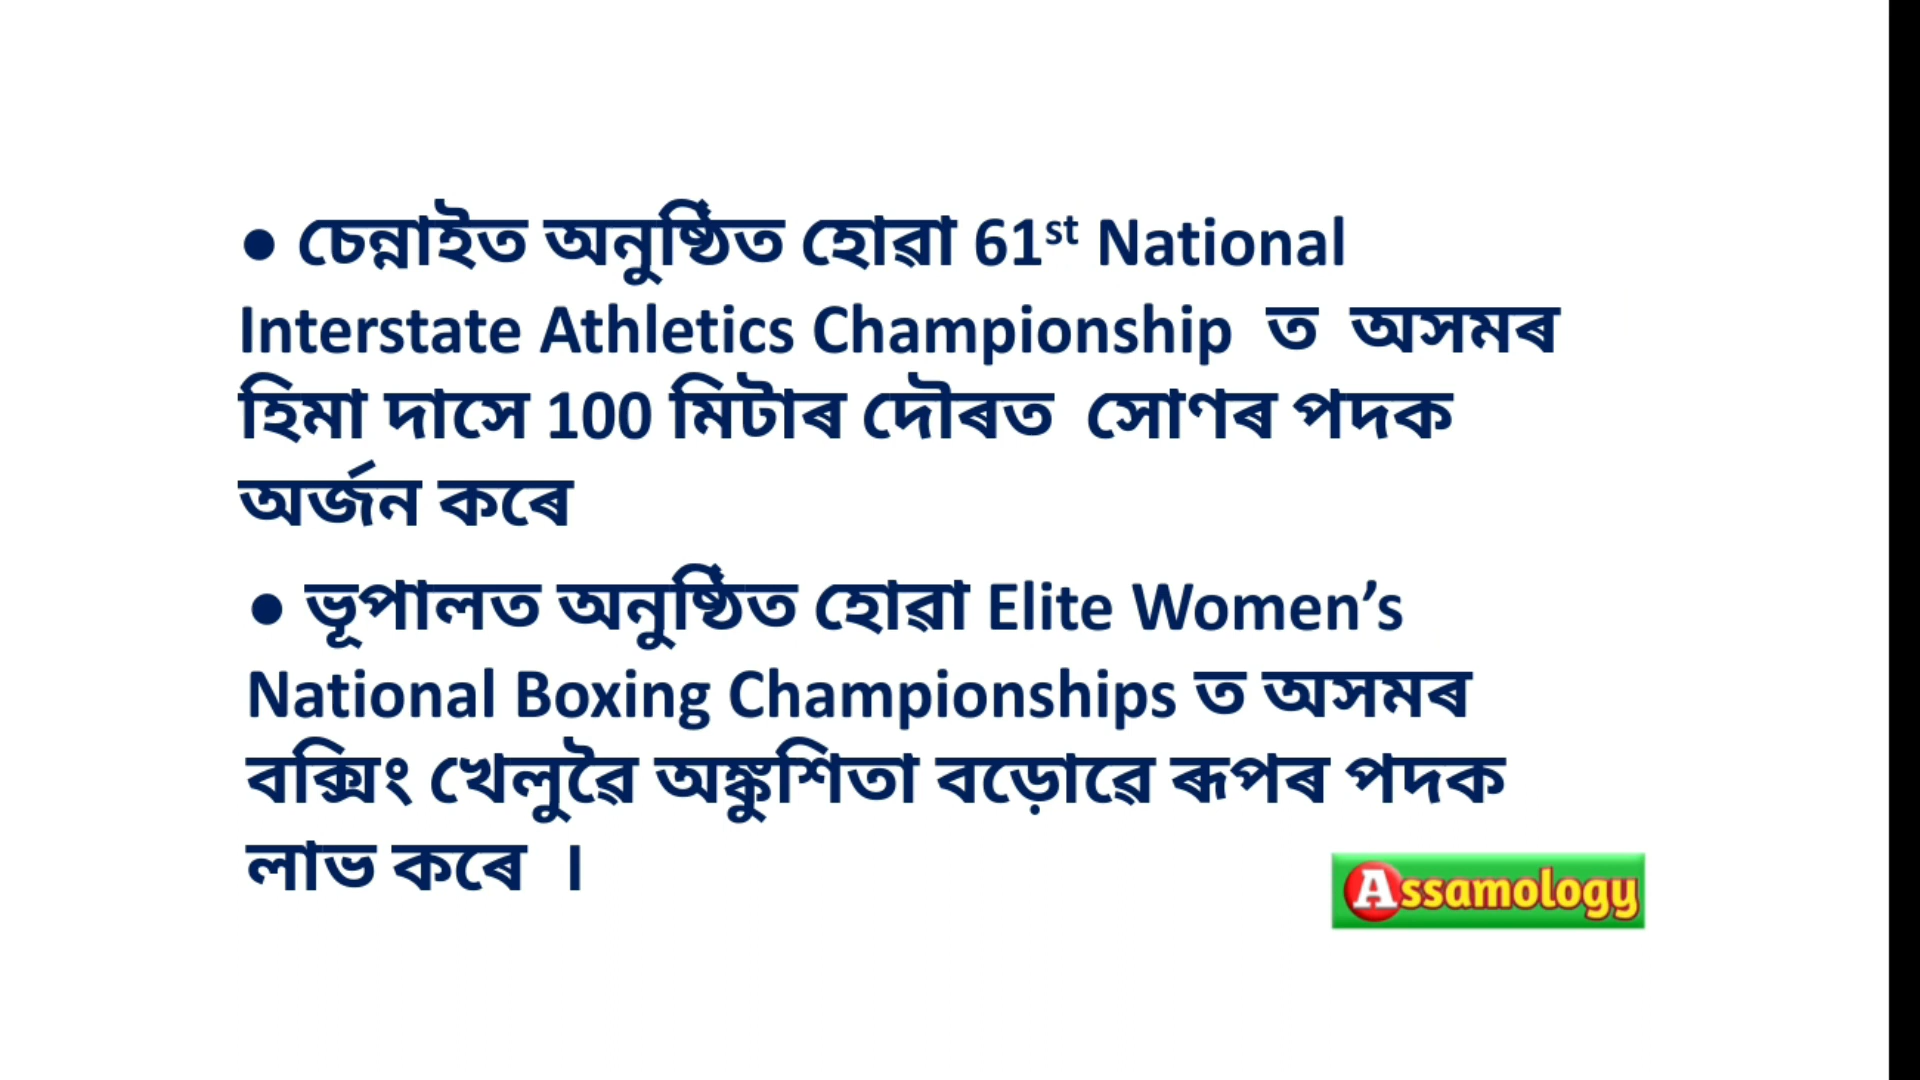 ● চেন্নাইত অনুষ্ঠিত হোৱা 61st National
Interstate Athletics Championship ত অসমৰ
হিমা দাসে 100 মিটাৰ দৌৰত সোণৰ পদক
অৰ্জন কৰে
● ভূপালত অনুষ্ঠিত হোৱা Elite Women’s
National Boxing Championships ত অসমৰ
বক্সিং খেলুৱৈ অঙ্কুশিতা বড়োৱে ৰূপৰ পদক
লাভ কৰে ।
Assamology